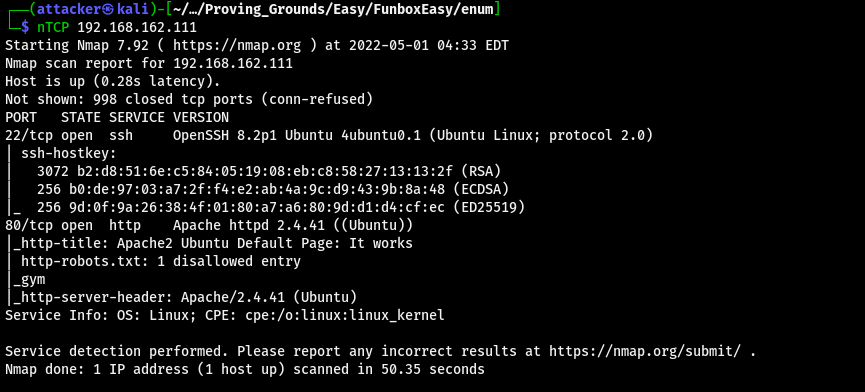 ┌──(attacker㉿kali)-[~/…/Proving_Grounds/Easy/FunboxEasy/enum]
└─$ nTCP 192.168.162.111
Starting Nmap 7.92 ( https://nmap.org ) at 2022-05-01 04:33 EDT
Nmap scan report for 192.168.162.111
Host is up (0.28s latency).
Not shown: 998 closed tcp ports (conn-refused)
PORT   STATE SERVICE VERSION
22/tcp open  ssh     OpenSSH 8.2p1 Ubuntu 4ubuntu0.1 (Ubuntu Linux; protocol 2.0)
| ssh-hostkey:
|   3072 b2:d8:51:6e:c5:84:05:19:08:eb:c8:58:27:13:13:2f (RSA)
|   256 b0:de:97:03:a7:2f:f4:e2:ab:4a:9c:d9:43:9b:8a:48 (ECDSA)
|_  256 9d:0f:9a:26:38:4f:01:80:a7:a6:80:9d:d1:d4:cf:ec (ED25519)
80/tcp open  http    Apache httpd 2.4.41 ((Ubuntu))
|_http-title: Apache2 Ubuntu Default Page: It works
| http-robots.txt: 1 disallowed entry
|_gym
|_http-server-header: Apache/2.4.41 (Ubuntu)
Service Info: OS: Linux; CPE: cpe:/o:linux:linux_kernel

Service detection performed. Please report any incorrect results at https://nmap.org/submit/ .
Nmap done: 1 IP address (1 host up) scanned in 50.35 seconds